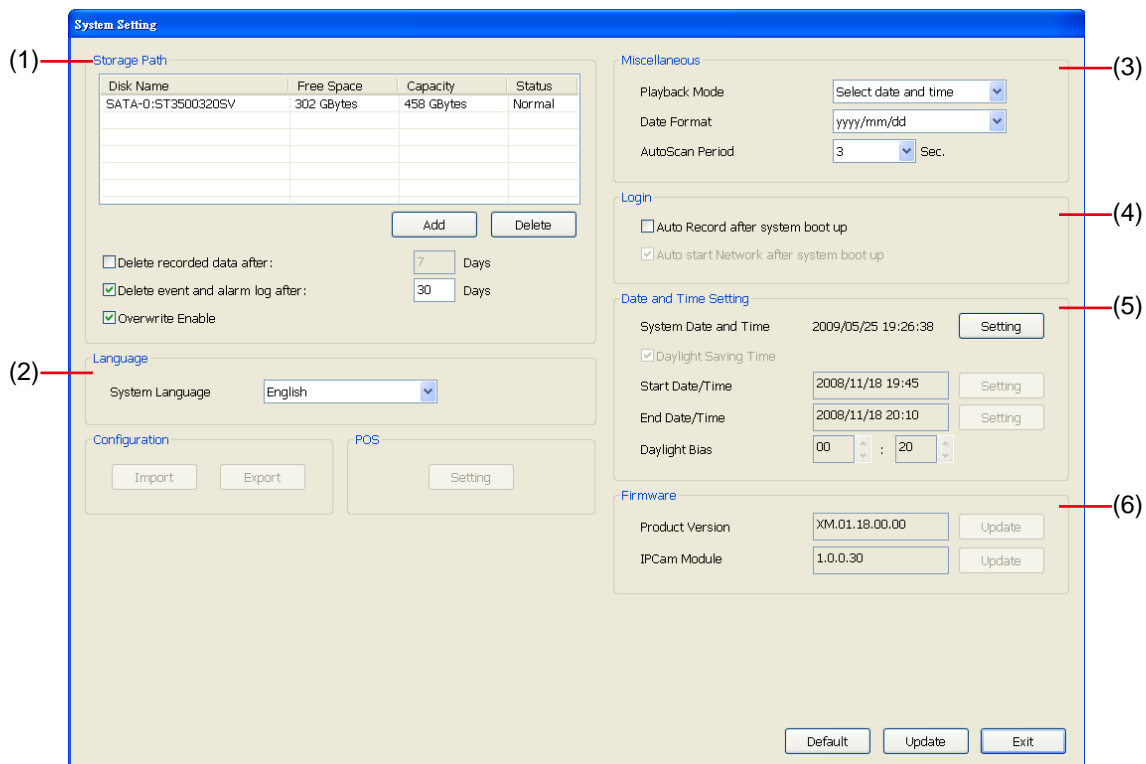 System Setting
(1)
Storage Path
Disk Name Free Space Capacity Status
SATA-0:ST3500320SV 302 GBytes 458 GBytes Normal
Add Delete
Delete recorded data after: 7 Days
Delete event and alarm log after: 30 Days
Overwrite Enable
(2)
Language
System Language English
Configuration
Import Export
POS
Setting
(3)
Miscellaneous
Playback Mode Select date and time
Date Format yyyy/mm/dd
AutoScan Period 3 Sec.
(4)
Login
Auto Record after system boot up
Auto start Network after system boot up
(5)
Date and Time Setting
System Date and Time 2009/05/25 19:26:38 Setting
Daylight Saving Time
Start Date/Time 2008/11/18 19:45 Setting
End Date/Time 2008/11/18 20:10 Setting
Daylight Bias 00 : 20
(6)
Firmware
Product Version XM.01.18.00.00 Update
IPCam Module 1.0.0.30 Update
Default Update Exit